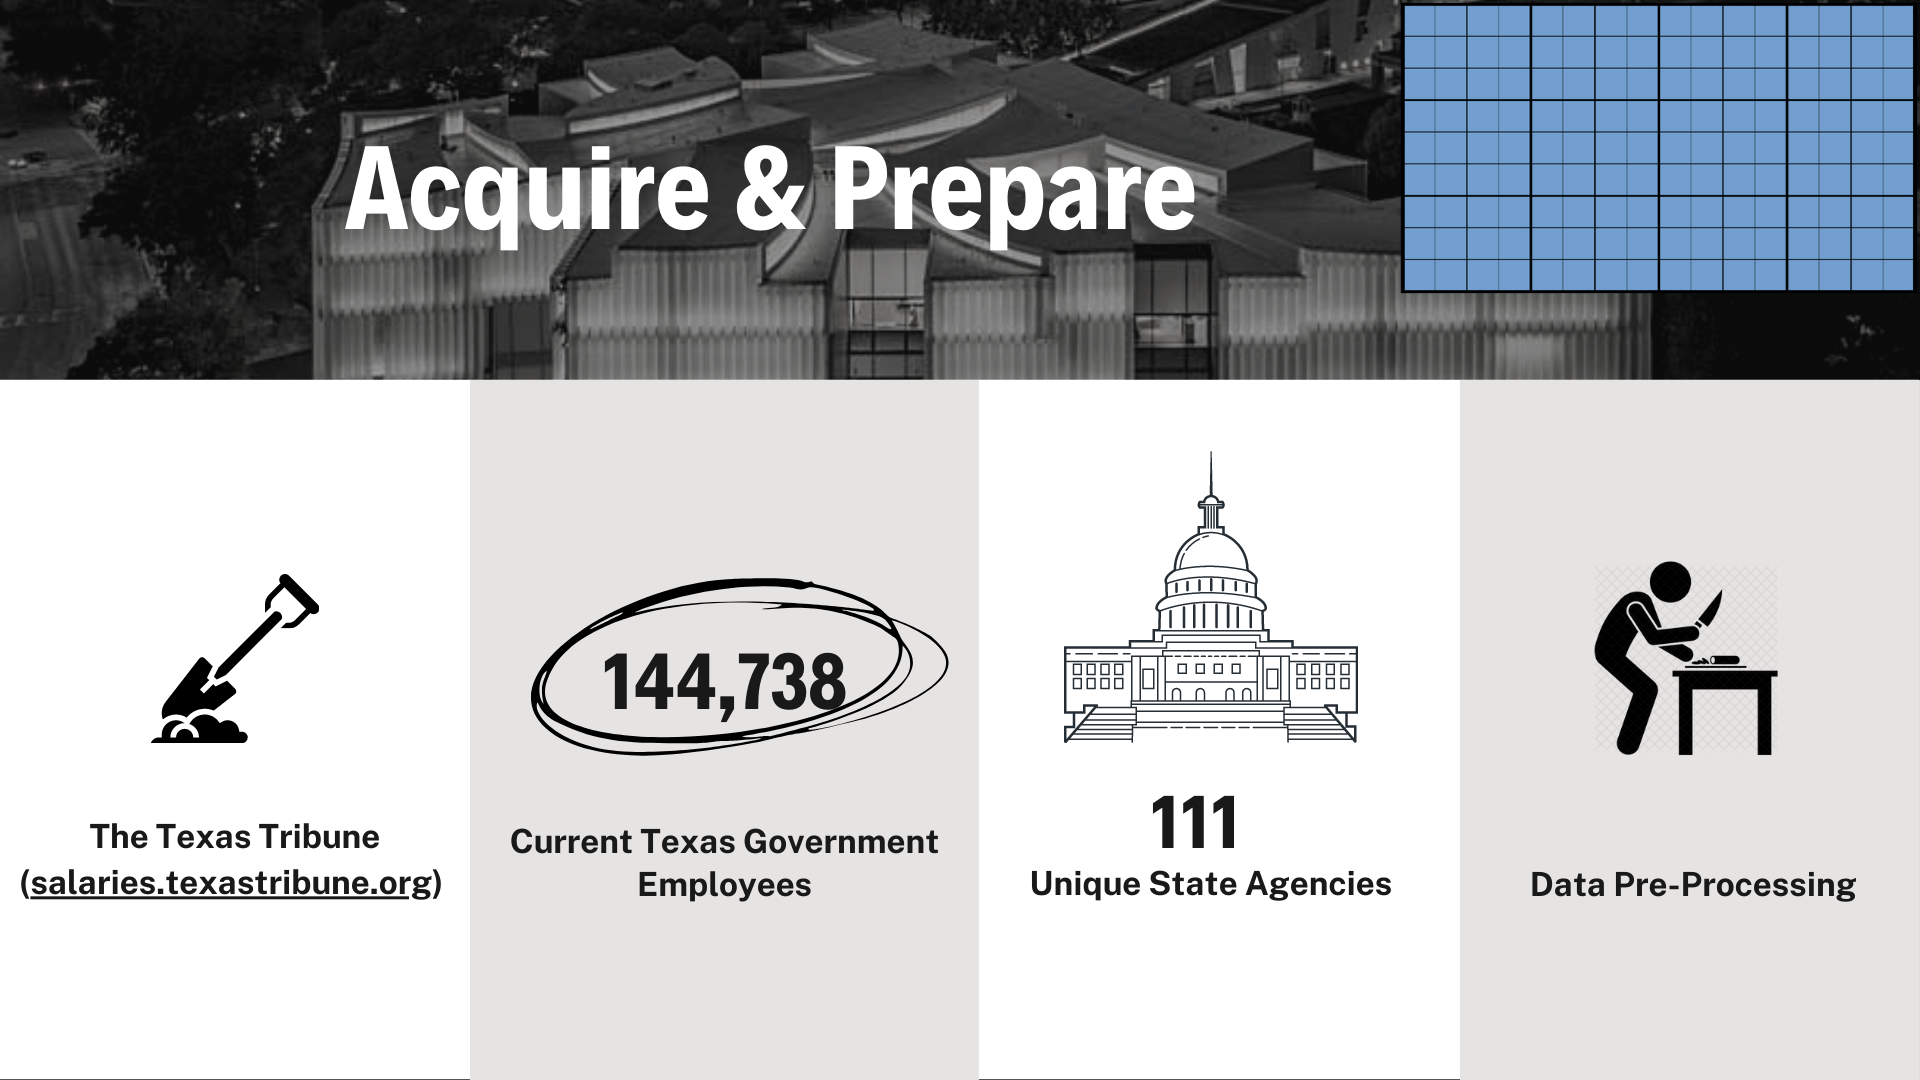 Acquire & Prepare
The Texas Tribune
(salaries.texastribune.org)
144,738
Current Texas Government
Employees
111
Unique State Agencies
Data Pre-Processing